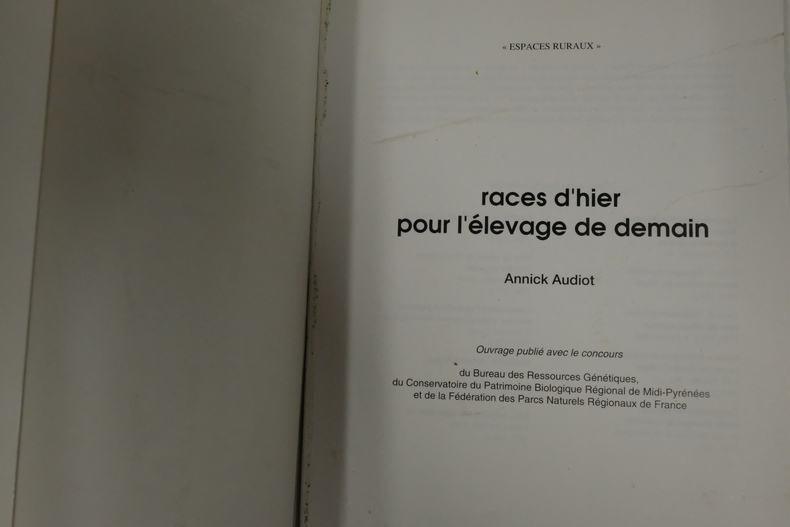 « ESPACES RURAUX »
races d'hier
pour l'élevage de demain
Annick Audiot
Ouvrage publié avec le concours
du Bureau des Ressources Génétiques,
du Conservatoire du Patrimoine Biologique Régional de Midi-Pyrénées
et de la Fédération des Parcs Naturels Régionaux de France